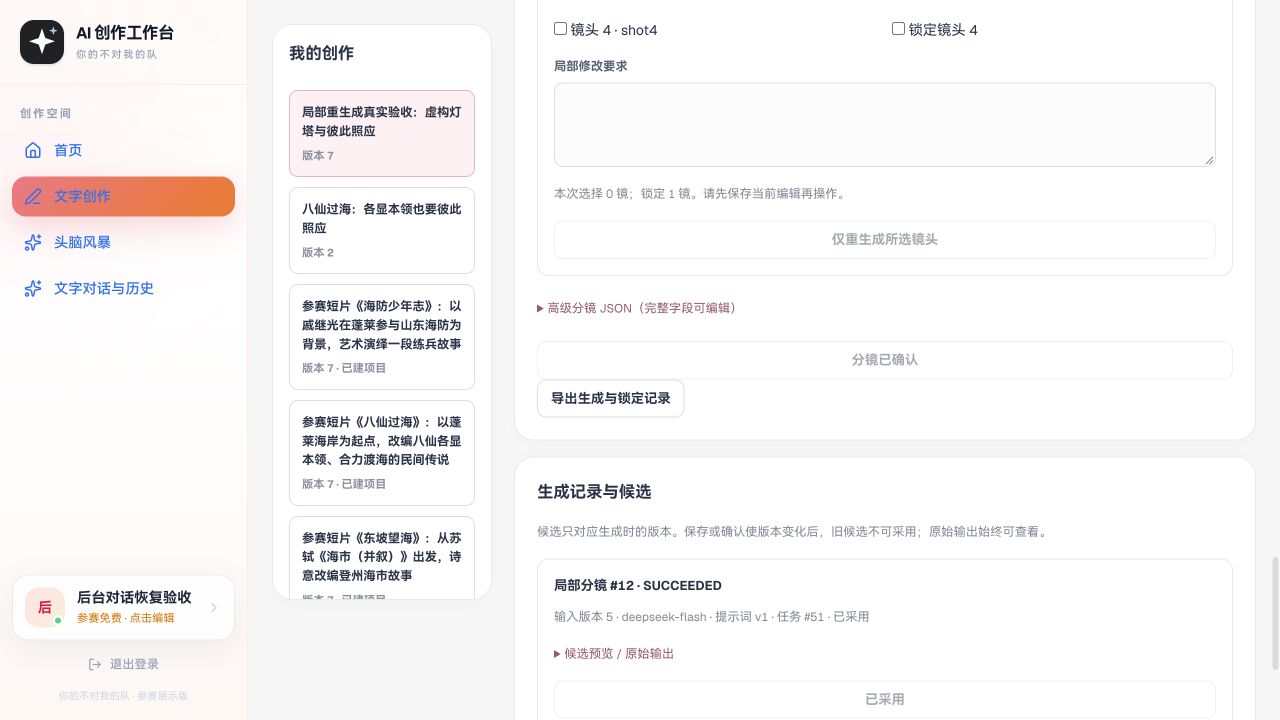 AI 创作工作台
你的不对我的队
创作空间
首页
文字创作
头脑风暴
文字对话与历史
后
后台对话恢复验收
参赛免费 · 点击编辑
退出登录
你的不对我的队 · 参赛展示版
我的创作
局部重生成真实验收：虚构灯
塔与彼此照应
版本 7
八仙过海：各显本领也要彼此
照应
版本 2
参赛短片《海防少年志》：以
戚继光在蓬莱参与山东海防为
背景，艺术演绎一段练兵故事
版本 7 · 已建项目
参赛短片《八仙过海》：以蓬
莱海岸为起点，改编八仙各显
本领、合力渡海的民间传说
版本 7 · 已建项目
参赛短片《东坡望海》：从苏
轼《海市（并叙）》出发，诗
意改编登州海市故事
版本 7 · 已建项目
镜头 4 · shot4
锁定镜头 4
局部修改要求
本次选择 0 镜；锁定 1 镜。请先保存当前编辑再操作。
仅重生成所选镜头
高级分镜 JSON（完整字段可编辑）
分镜已确认
导出生成与锁定记录
生成记录与候选
候选只对应生成时的版本。保存或确认使版本变化后，旧候选不可采用；原始输出始终可查看。
局部分镜 #12 · SUCCEEDED
输入版本 5 · deepseek-flash · 提示词 v1 · 任务 #51 · 已采用
候选预览 / 原始输出
已采用